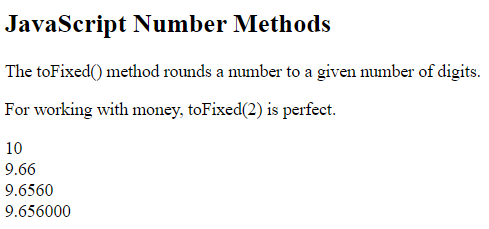 JavaScript Number Methods
The toFixed() method rounds a number to a given number of digits.
For working with money, toFixed(2) is perfect.
10
9.66
9.6560
9.656000